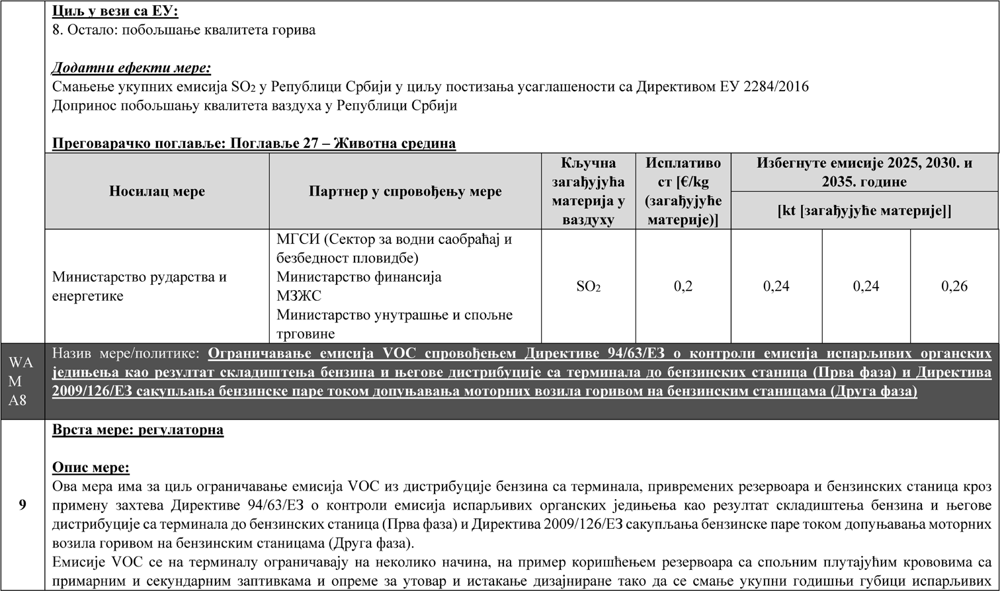 Циљ у вези са ЕУ:
8. Остало: побољшање квалитета горива
Додатни ефекти мере:
Смањење укупних емисија SO2 у Републици Србији у циљу постизања усаглашености са Директивом ЕУ 2284/2016
Допринос побољшању квалитета ваздуха у Републици Србији
Преговарачко поглавље: Поглавље 27 – Животна средина
Носилац мере
Партнер у спровођењу мере
Кључна
загађујућа
материја у
ваздуху
Исплативо
ст [€/kg
(загађујуће
материје)]
Избегнуте емисије 2025, 2030. и
2035. године
[kt [загађујуће материје]]
Министарство рударства и
енергетике
МГСИ (Сектор за водни саобраћај и
безбедност пловидбе)
Министарство финансија
МЗЖС
Министарство унутрашње и спољне
трговине
SO2
0,2
0,24
0,24
0,26
WA
M
A8
Назив мере/политике: Ограничавање емисија VOC спровођењем Директиве 94/63/ЕЗ о контроли емисија испарљивих органских
једињења као резултат складиштења бензина и његове дистрибуције са терминала до бензинских станица (Прва фаза) и Директива
2009/126/ЕЗ сакупљања бензинске паре током допуњавања моторних возила горивом на бензинским станицама (Друга фаза)
9
Врста мере: регулаторна
Опис мере:
Ова мера има за циљ ограничавање емисија VOC из дистрибуције бензина са терминала, привремених резервоара и бензинских станица кроз
примену захтева Директиве 94/63/ЕЗ о контроли емисија испарљивих органских једињења као резултат складиштења бензина и његове
дистрибуције са терминала до бензинских станица (Прва фаза) и Директива 2009/126/ЕЗ сакупљања бензинске паре током допуњавања моторних
возила горивом на бензинским станицама (Друга фаза).
Емисије VOC се на терминалу ограничавају на неколико начина, на пример коришћењем резервоара са спољним плутајућим крововима са
примарним и секундарним заптивкама и опреме за утовар и истакање дизајниране тако да се смање укупни годишњи губици испарљивих